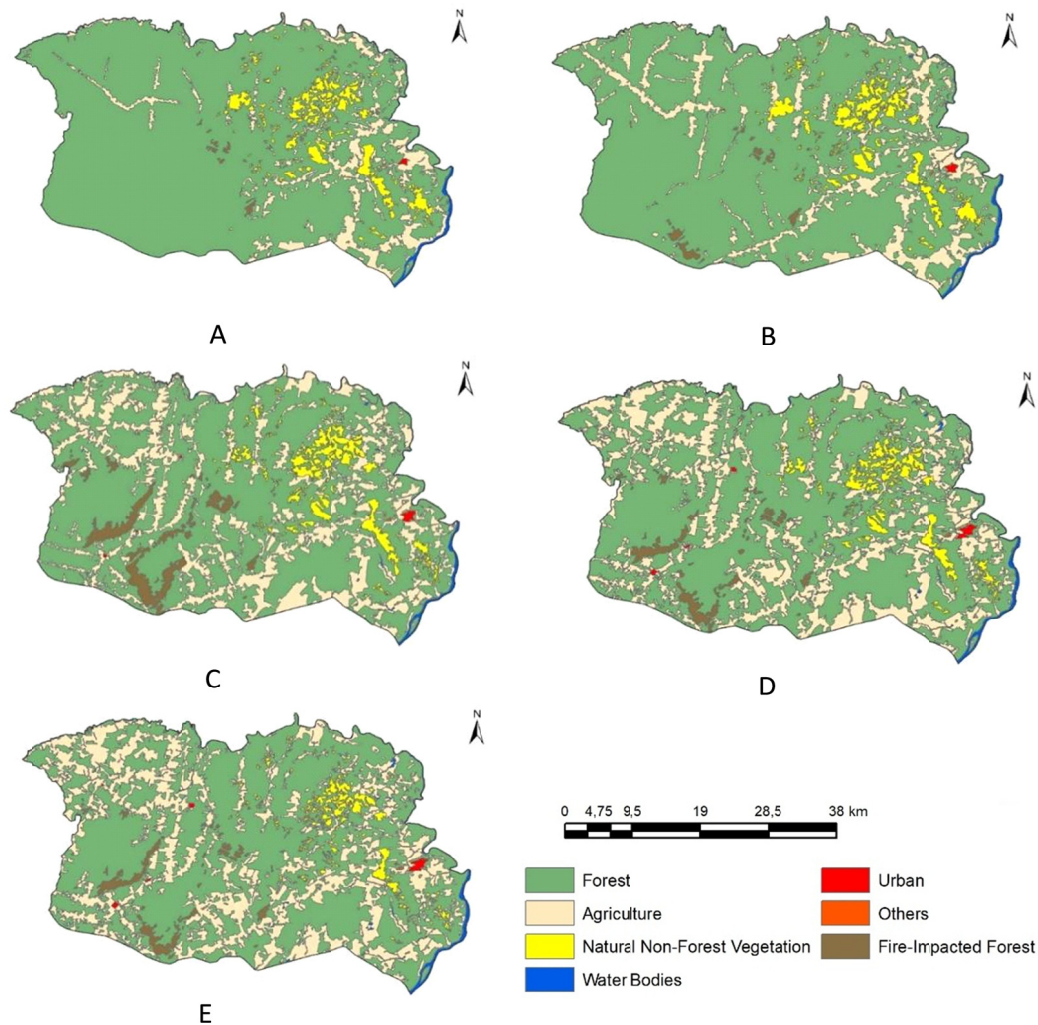 N
N
A
B
N
N
C
D
N
E
0 4,75 9,5 19 28,5 38 km
Forest
Urban
Agriculture
Others
Natural Non-Forest Vegetation
Fire-Impacted Forest
Water Bodies